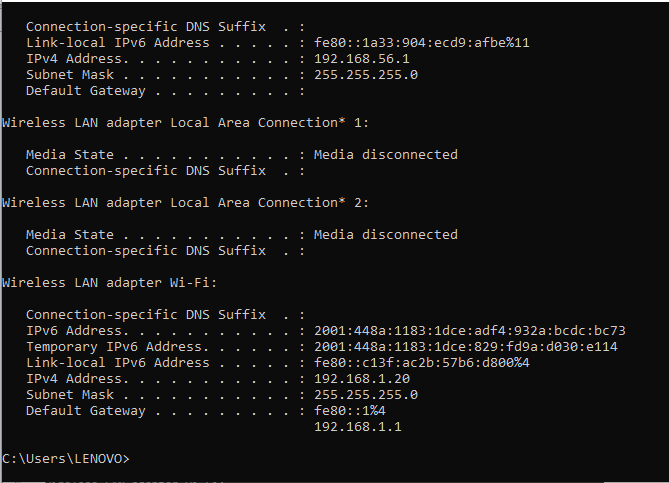 Connection-specific DNS Suffix  . :
Link-local IPv6 Address . . . . . : fe80::1a33:904:ecd9:afbe%11
IPv4 Address. . . . . . . . . . . : 192.168.56.1
Subnet Mask . . . . . . . . . . . : 255.255.255.0
Default Gateway . . . . . . . . . :
Wireless LAN adapter Local Area Connection* 1:
Media State . . . . . . . . . . . : Media disconnected
Connection-specific DNS Suffix  . :
Wireless LAN adapter Local Area Connection* 2:
Media State . . . . . . . . . . . : Media disconnected
Connection-specific DNS Suffix  . :
Wireless LAN adapter Wi-Fi:
Connection-specific DNS Suffix  . :
IPv6 Address. . . . . . . . . . . : 2001:448a:1183:1dce:adf4:932a:bcdc:bc73
Temporary IPv6 Address. . . . . . : 2001:448a:1183:1dce:829:fd9a:d030:e114
Link-local IPv6 Address . . . . . : fe80::c13f:ac2b:57b6:d800%4
IPv4 Address. . . . . . . . . . . : 192.168.1.20
Subnet Mask . . . . . . . . . . . : 255.255.255.0
Default Gateway . . . . . . . . . : fe80::1%4
192.168.1.1
C:\Users\LENOVO>